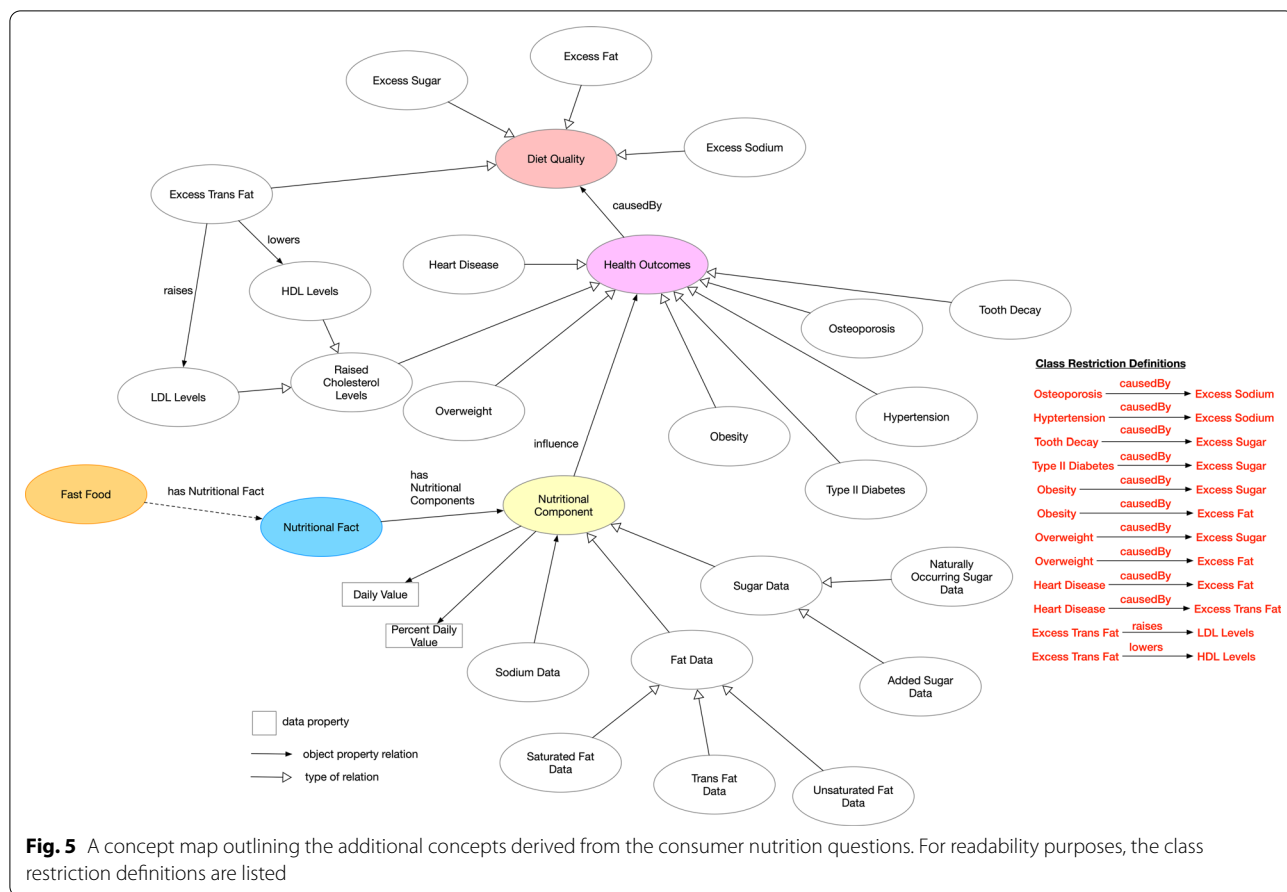 Excess Fat
Excess Sugar
Excess Sodium
Diet Quality
Excess Trans Fat
causedBy
lowers
Heart Disease
Health Outcomes
raises
HDL Levels
Tooth Decay
Osteoporosis
Raised
Cholesterol
Levels
LDL Levels
Overweight
Hypertension
Obesity
influence
Type II Diabetes
Fast Food
has Nutritional Fact
Nutritional Fact
has
Nutritional
Components
Nutritional
Component
Daily Value
Percent Daily
Value
Sugar Data
Naturally
Occurring Sugar
Data
Sodium Data
Fat Data
Added Sugar
Data
Saturated Fat
Data
Trans Fat
Data
Unsaturated Fat
Data
data property
object property relation
type of relation
Class Restriction Definitions
Osteoporosis causedBy Excess Sodium
Hyptertension causedBy Excess Sodium
Tooth Decay causedBy Excess Sugar
Type II Diabetes causedBy Excess Sugar
Obesity causedBy Excess Sugar
Obesity causedBy Excess Fat
Overweight causedBy Excess Sugar
Overweight causedBy Excess Fat
Heart Disease causedBy Excess Fat
Heart Disease causedBy Excess Trans Fat
Excess Trans Fat raises LDL Levels
Excess Trans Fat lowers HDL Levels
Fig. 5 A concept map outlining the additional concepts derived from the consumer nutrition questions. For readability purposes, the class
restriction definitions are listed